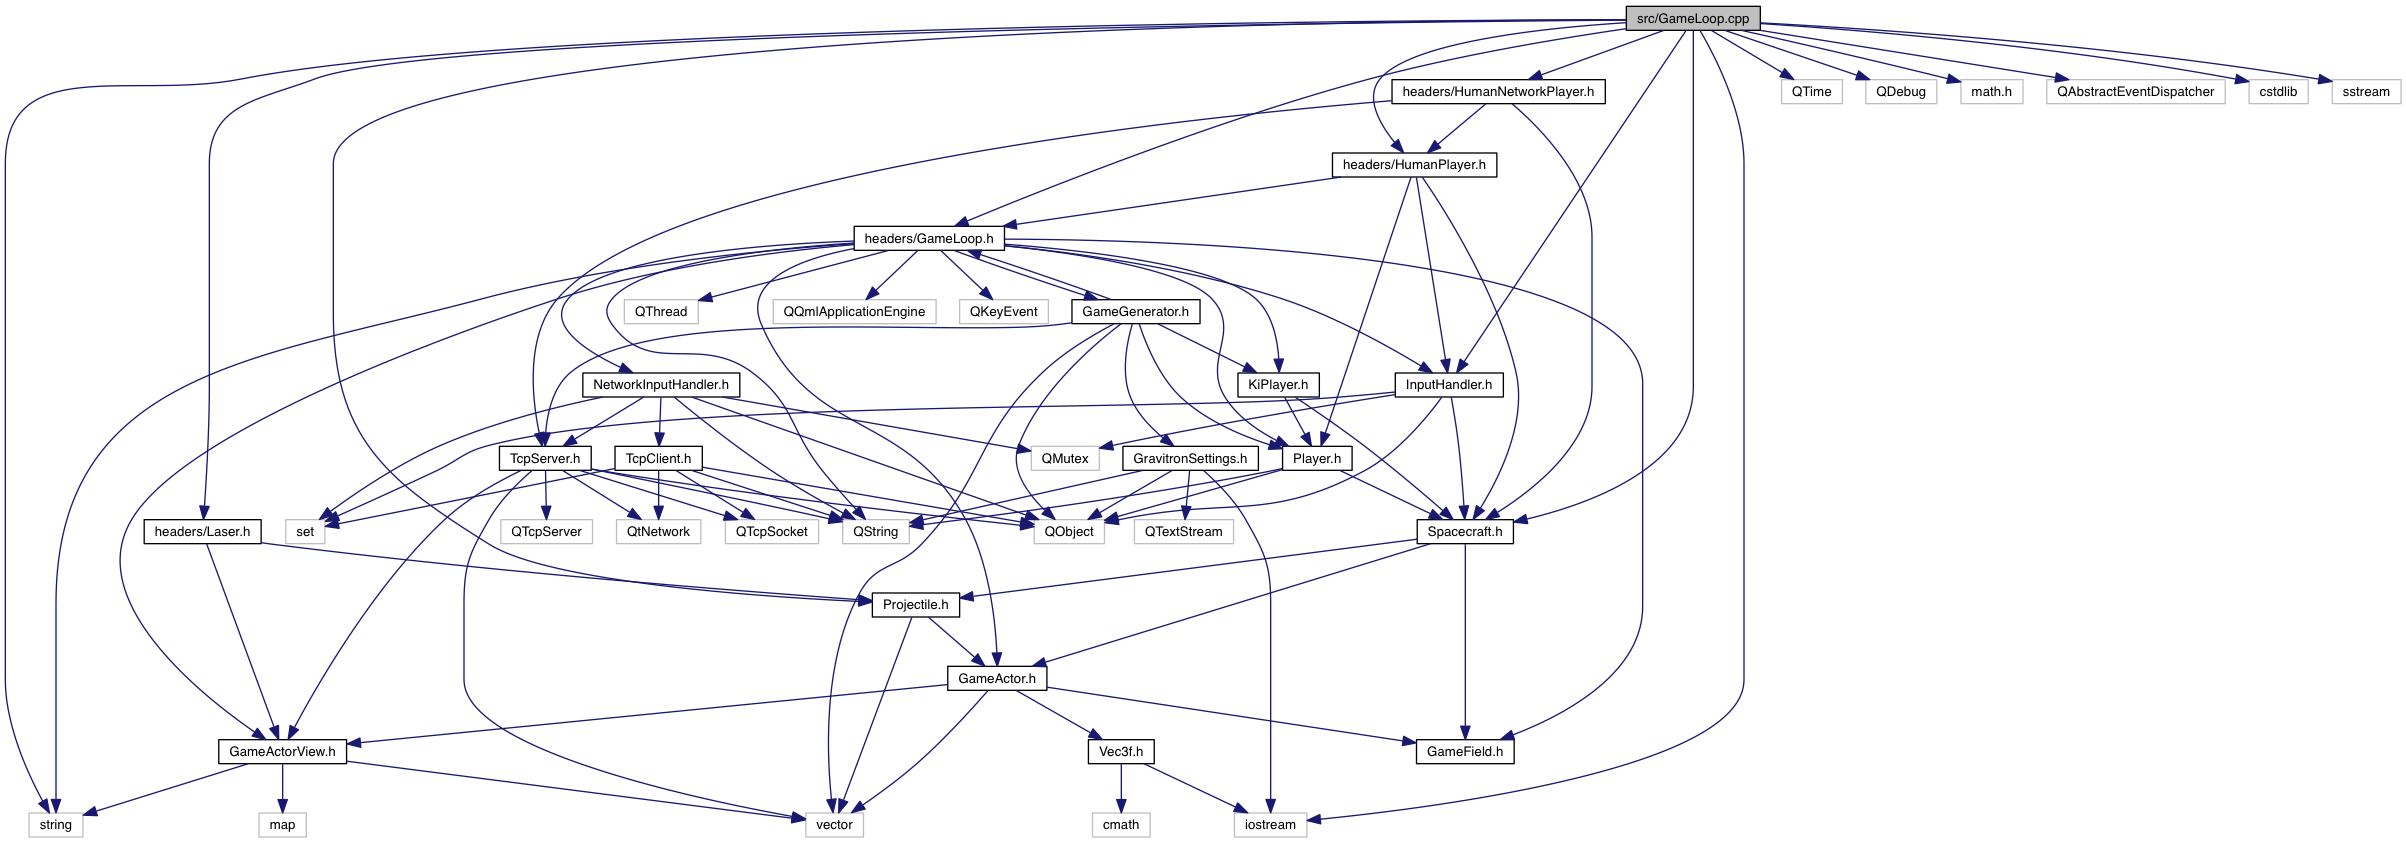 src/GameLoop.cpp
headers/HumanNetworkPlayer.h
QTime
QDebug
math.h
QAbstractEventDispatcher
cstdlib
sstream
headers/HumanPlayer.h
headers/GameLoop.h
QThread
QQmlApplicationEngine
QKeyEvent
GameGenerator.h
NetworkInputHandler.h
KiPlayer.h
InputHandler.h
TcpServer.h
TcpClient.h
QMutex
GravitronSettings.h
Player.h
headers/Laser.h
set
QTcpServer
QtNetwork
QTcpSocket
QString
QObject
QTextStream
Spacecraft.h
Projectile.h
GameActor.h
GameActorView.h
Vec3f.h
GameField.h
string
map
vector
cmath
iostream